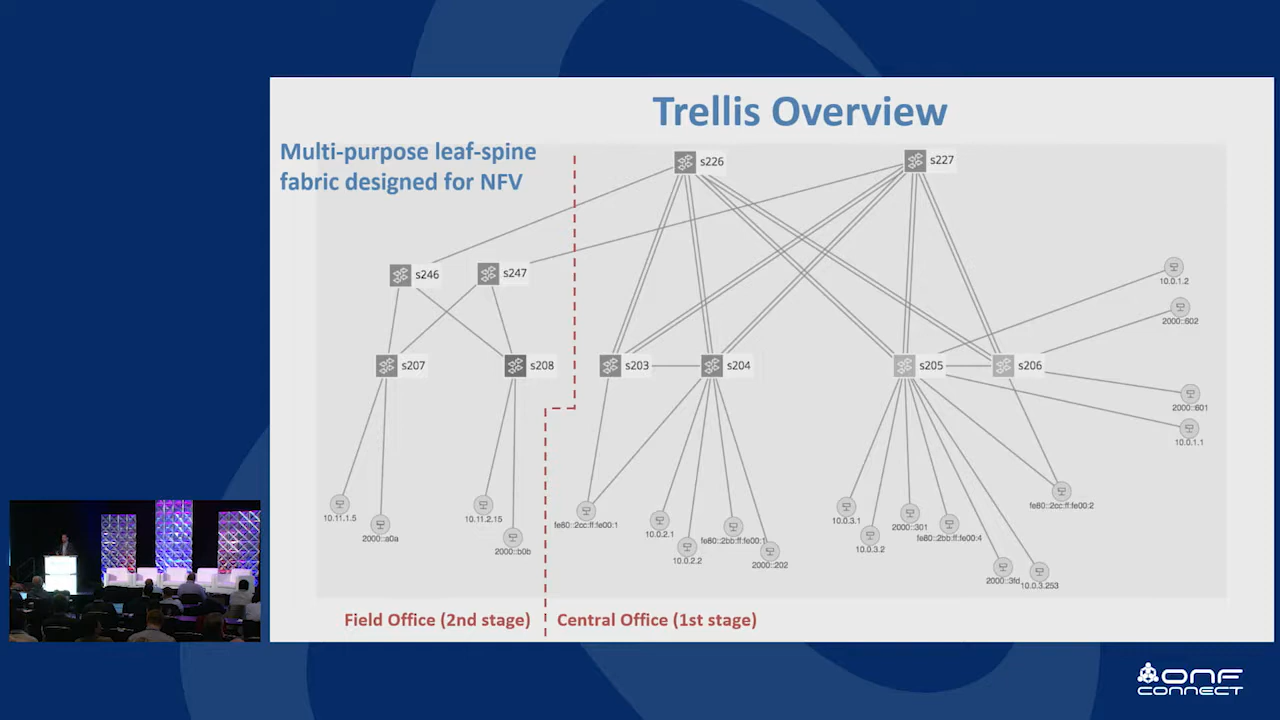 Trellis Overview
Multi-purpose leaf-spine
fabric designed for NFV
s226
s227
s246
s247
s207
s208
s203
s204
s205
s206
10.0.1.2
2000::602
2000::601
10.0.1.1
10.11.1.5
2000::a0a
10.11.2.15
2000::b0b
fe80::2cc:ff:fe00:1
10.0.2.1
10.0.2.2
fe80::2bb:ff:fe00:1
2000::202
10.0.3.1
10.0.3.2
2000::301
fe80::2bb:ff:fe00:4
2000::3fd
10.0.3.253
fe80::2cc:ff:fe00:2
Field Office (2nd stage)
Central Office (1st stage)
ONF
CONNECT